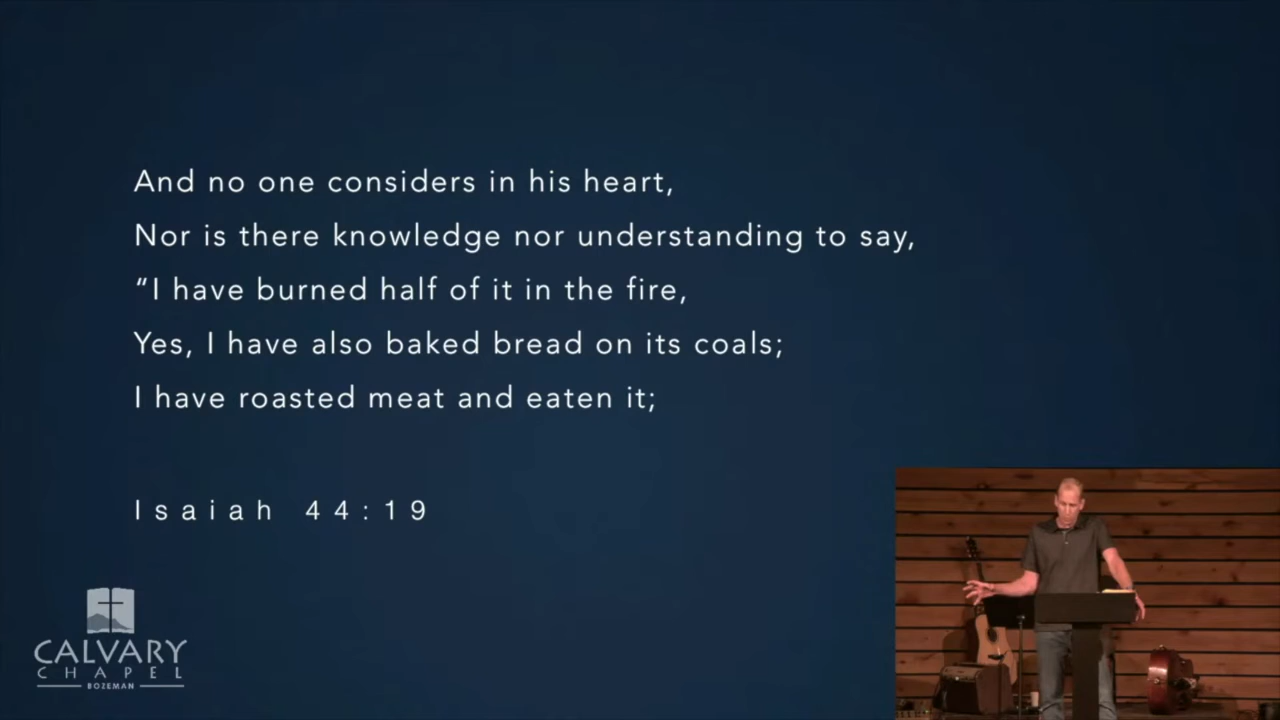 And no one considers in his heart,
Nor is there knowledge nor understanding to say,
“I have burned half of it in the fire,
Yes, I have also baked bread on its coals;
I have roasted meat and eaten it;
Isaiah 44:19
CALVARY
CHAPEL
BOZEMAN